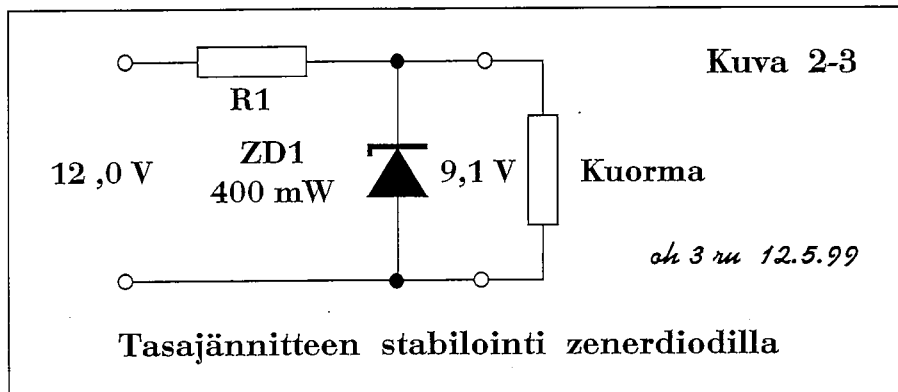 Kuva 2-3
R1
ZD1
400 mW
12 ,0 V
9,1 V
Kuorma
oh 3 ru 12.5.99
Tasajännitteen stabilointi zenerdiodilla